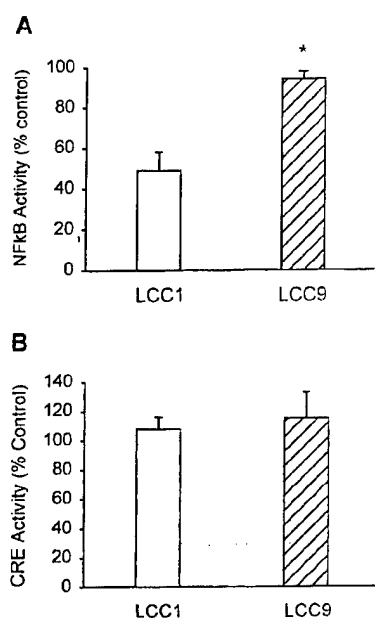 A
*
NFkB Activity (% control)
100
80
60
40
20
0
LCC1 LCC9
B
CRE Activity (% Control)
140
120
100
80
60
40
20
0
LCC1 LCC9